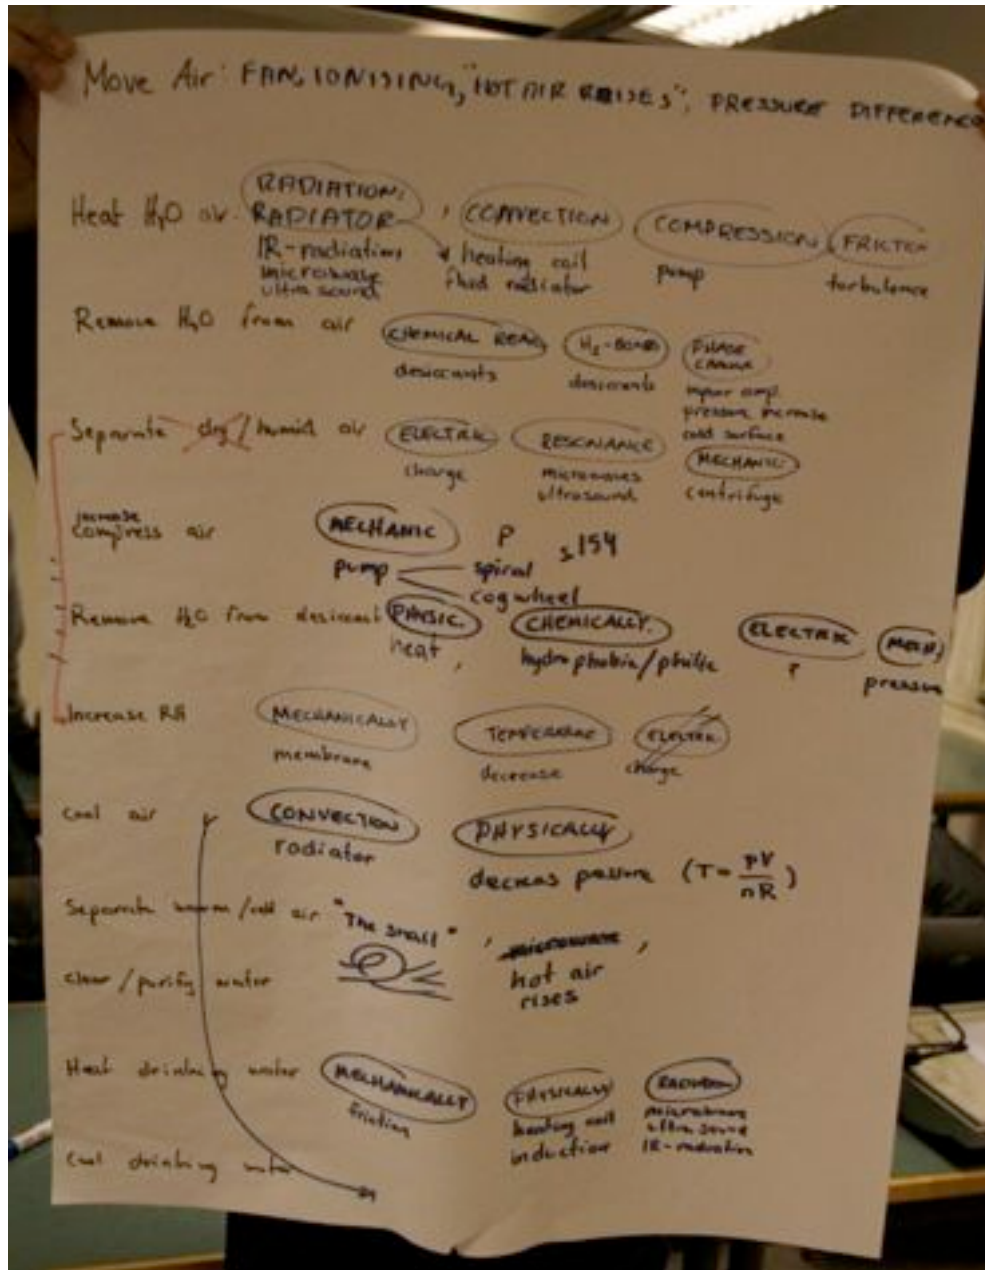 Move Air: FAN, IONISING, "HOT AIR RAISES", PRESSURE DIFFERENCE
Heat H2O air: RADIATION: RADIATOR, CONVECTION COMPRESSION FRICTION
IR-radiation heating coil pump turbulence
microwave fluid radiator
ultra sound
Remove H2O from air CHEMICAL REAC. H2-BOND PHASE CHANGE
desiccants desiccants
pressure increase
cold surface
Separate dry/humid air ELECTRIC RESONANCE MECHANIC
charge microwaves centrifuge
ultrasound
increase
compress air MECHANIC P s154
pump spiral
cogwheel
Remove H2O from desiccant PHYSIC. CHEMICALLY. ELECTRIC MECH.
heat, hydrophobic/philic ? pressure
Increase RH MECHANICALLY TEMPERATURE ELECTRIC
membrane decrease charge
Cool air CONVECTION PHYSICALLY
radiator decreas pressure (T = pV/nR)
Separate warm/cold air "The snail", microwave,
hot air
rises
clear/purify water
Heat drinking water MECHANICALLY PHYSICALLY RADIATION
friction heating coil microwave
induction ultra sound
IR-radiation
Cool drinking water